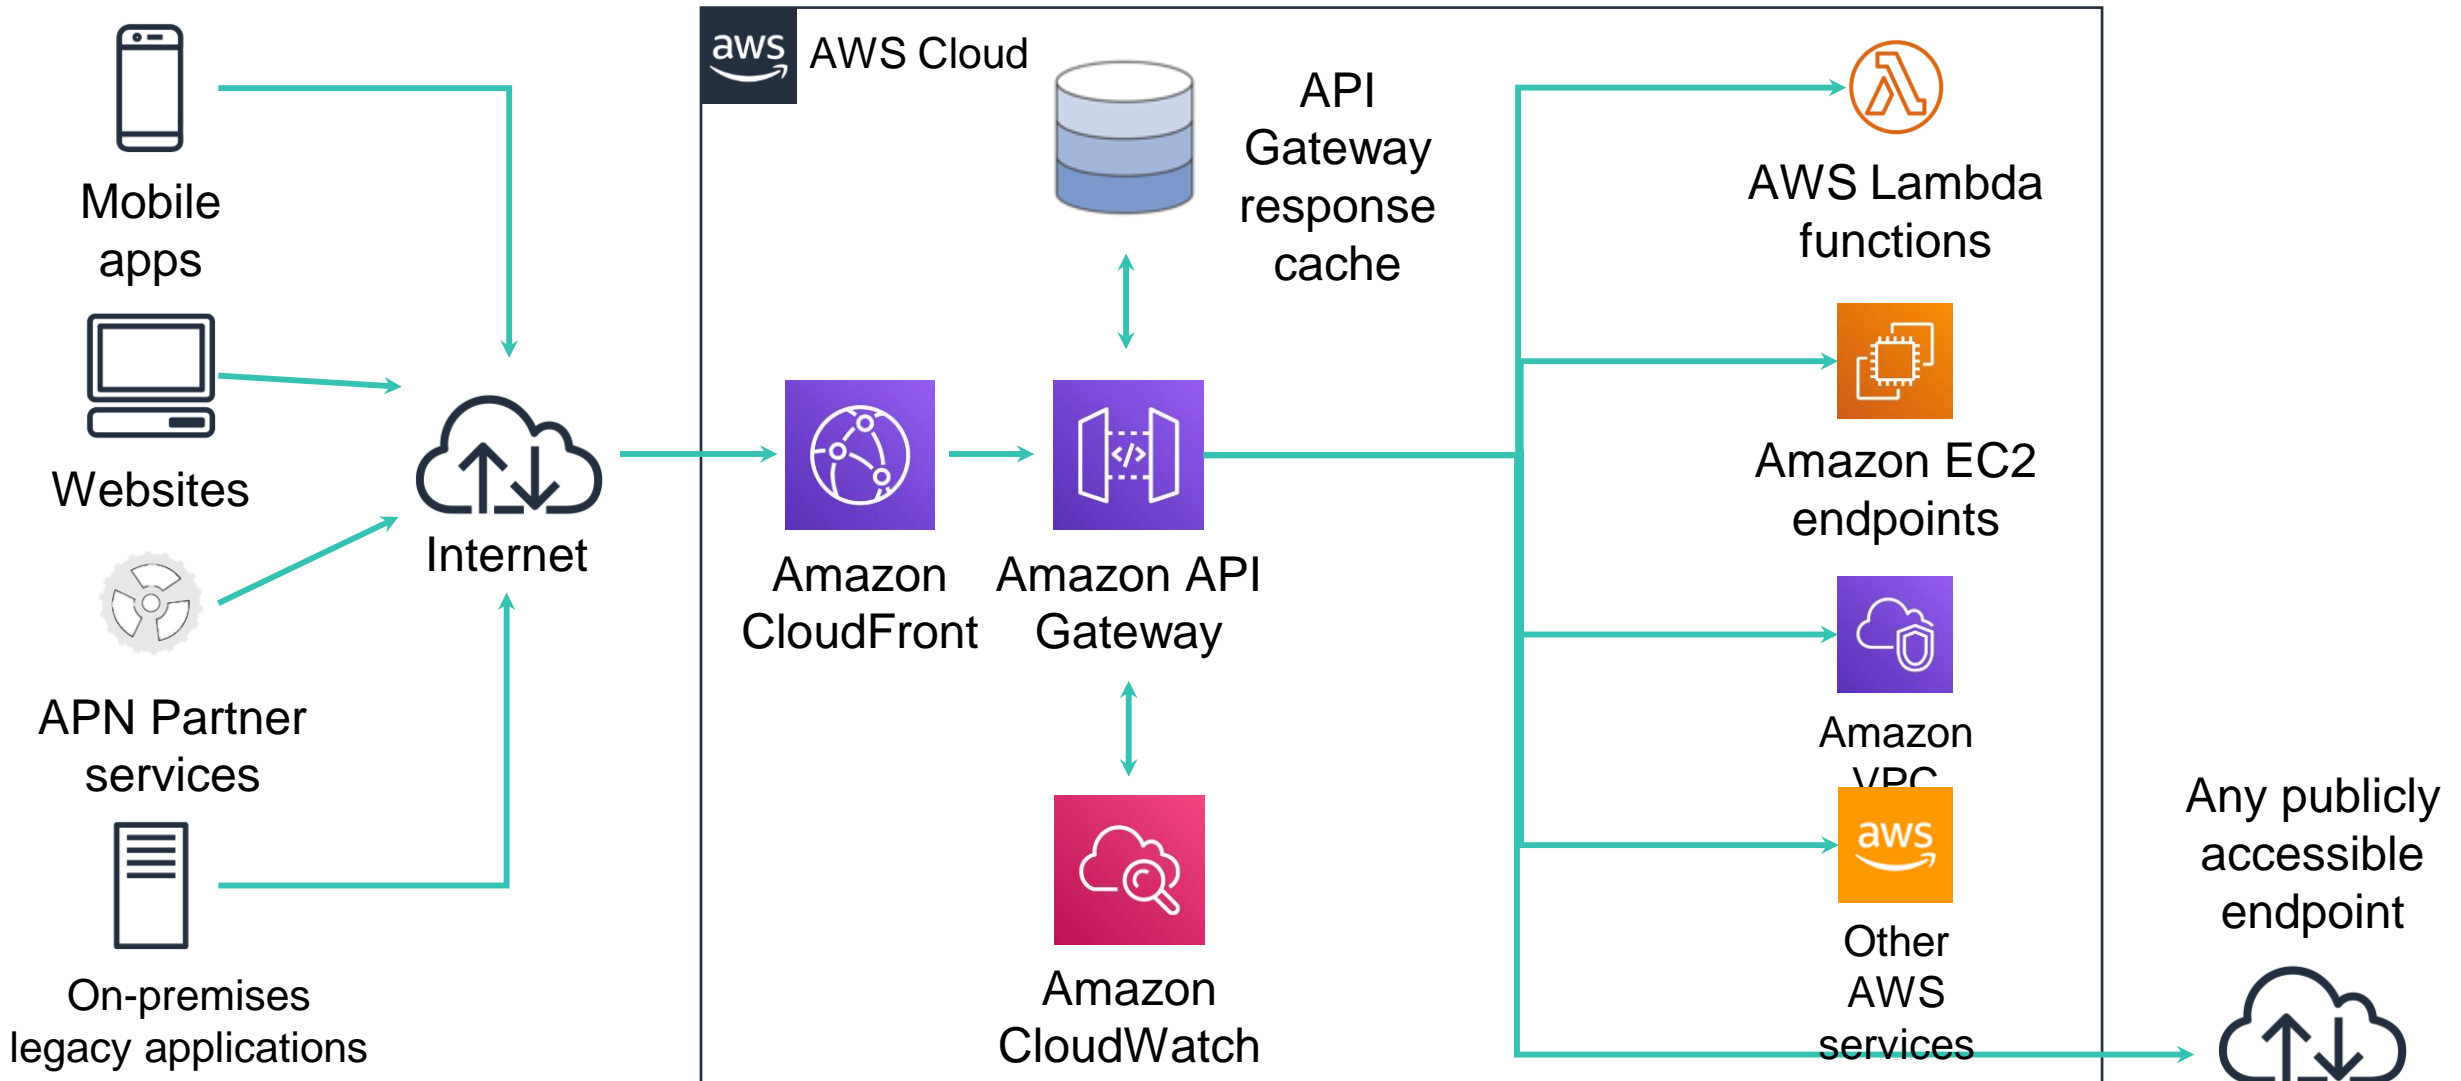 aws
AWS Cloud
API
Gateway
response
cache
Mobile
apps
Websites
APN Partner
services
On-premises
legacy applications
Internet
Amazon
CloudFront
Amazon API
Gateway
</>
Amazon
CloudWatch
AWS Lambda
functions
Amazon EC2
endpoints
Amazon
VPC
aws
Other
AWS
services
Any publicly
accessible
endpoint